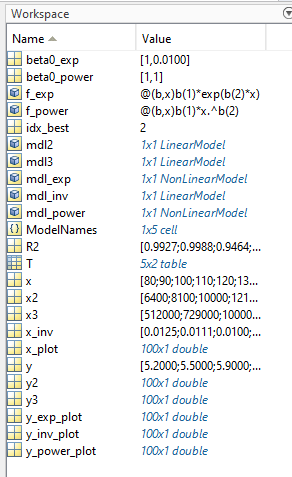 Workspace
Name Value
beta0_exp [1,0.0100]
beta0_power [1,1]
f_exp @(b,x)b(1)*exp(b(2)*x)
f_power @(b,x)b(1)*x.^b(2)
idx_best 2
mdl2 1x1 LinearModel
mdl3 1x1 LinearModel
mdl_exp 1x1 NonLinearModel
mdl_inv 1x1 LinearModel
mdl_power 1x1 NonLinearModel
ModelNames 1x5 cell
R2 [0.9927;0.9988;0.9464;...
T 5x2 table
x [80;90;100;110;120;13...
x2 [6400;8100;10000;121...
x3 [512000;729000;10000...
x_inv [0.0125;0.0111;0.0100;...
x_plot 100x1 double
y [5.2000;5.5000;5.9000;...
y2 100x1 double
y3 100x1 double
y_exp_plot 100x1 double
y_inv_plot 100x1 double
y_power_plot 100x1 double